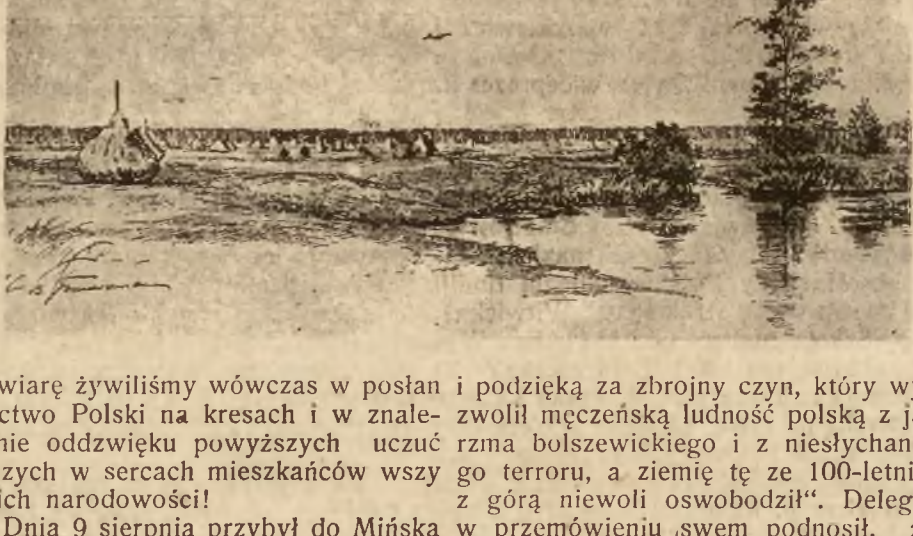 wiarę żywiliśmy wówczas w posłan
ctwo Polski na kresach i w znale-
nie oddzwięku powyższych uczuć
zych w sercach mieszkańców wszy
ich narodowości!
Dnia 9 sierpnia przybył do Mińska
i podzięką za zbrojny czyn, który w
zwolił męczeńską ludność polską z j
rzma bolszewickiego i z niesłychan
go terroru, a ziemię tę ze 100-letni
z górą niewoli oswobodził“. Deleg
w przemówieniu swem podnosił,